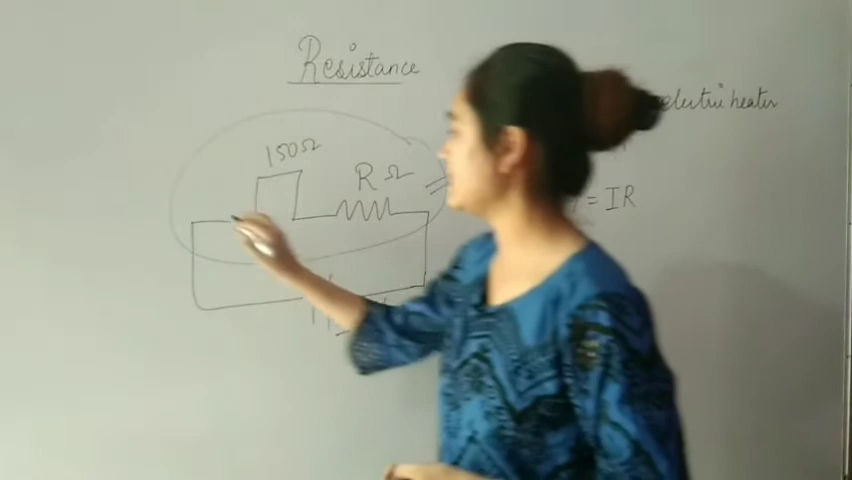 Resistance
electric heater
150Ω
R Ω
= IR